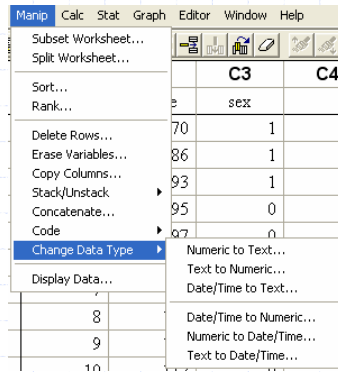 Manip Calc Stat Graph Editor Window Help
Subset Worksheet...
Split Worksheet...
Sort...
Rank...
Delete Rows...
Erase Variables...
Copy Columns...
Stack/Unstack
Concatenate...
Code
Change Data Type
Display Data...
Numeric to Text...
Text to Numeric...
Date/Time to Text...
Date/Time to Numeric...
Numeric to Date/Time...
Text to Date/Time...
C3 C4
e sex
70 1
86 1
93 1
95 0
8
9
10